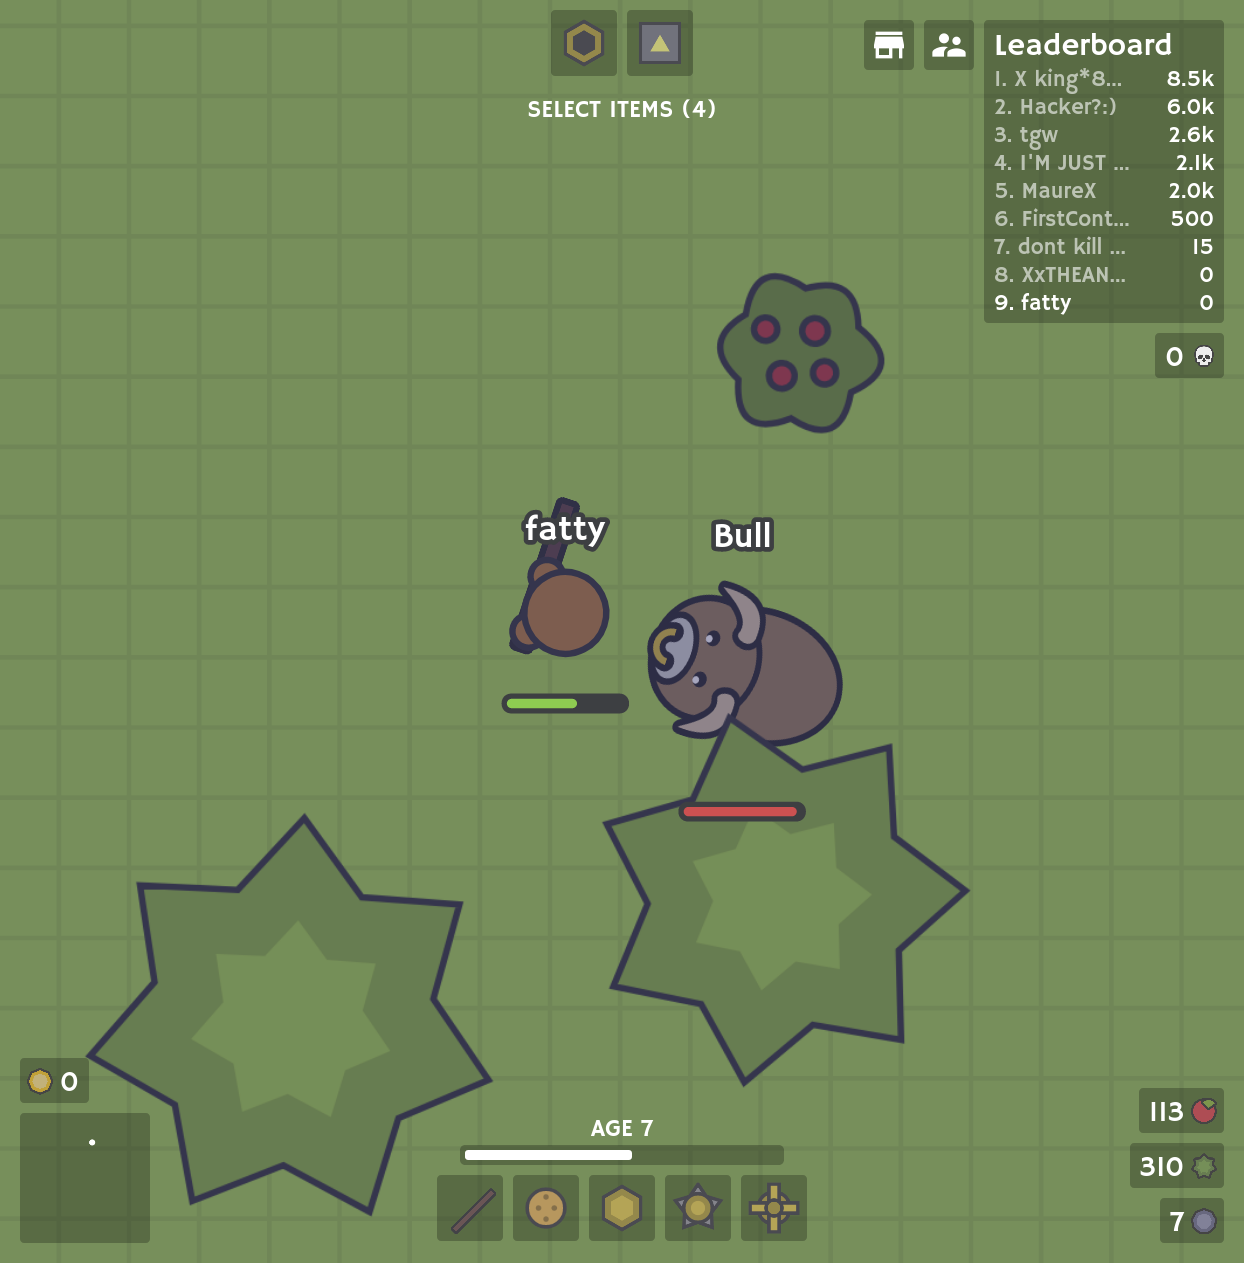 SELECT ITEMS (4)
Leaderboard
1. X king*8... 8.5k
2. Hacker?:) 6.0k
3. tgw 2.6k
4. I'M JUST ... 2.1k
5. MaureX 2.0k
6. FirstCont... 500
7. dont kill ... 15
8. XxTHEAN... 0
9. fatty 0
0
fatty
Bull
0
AGE 7
113
310
7